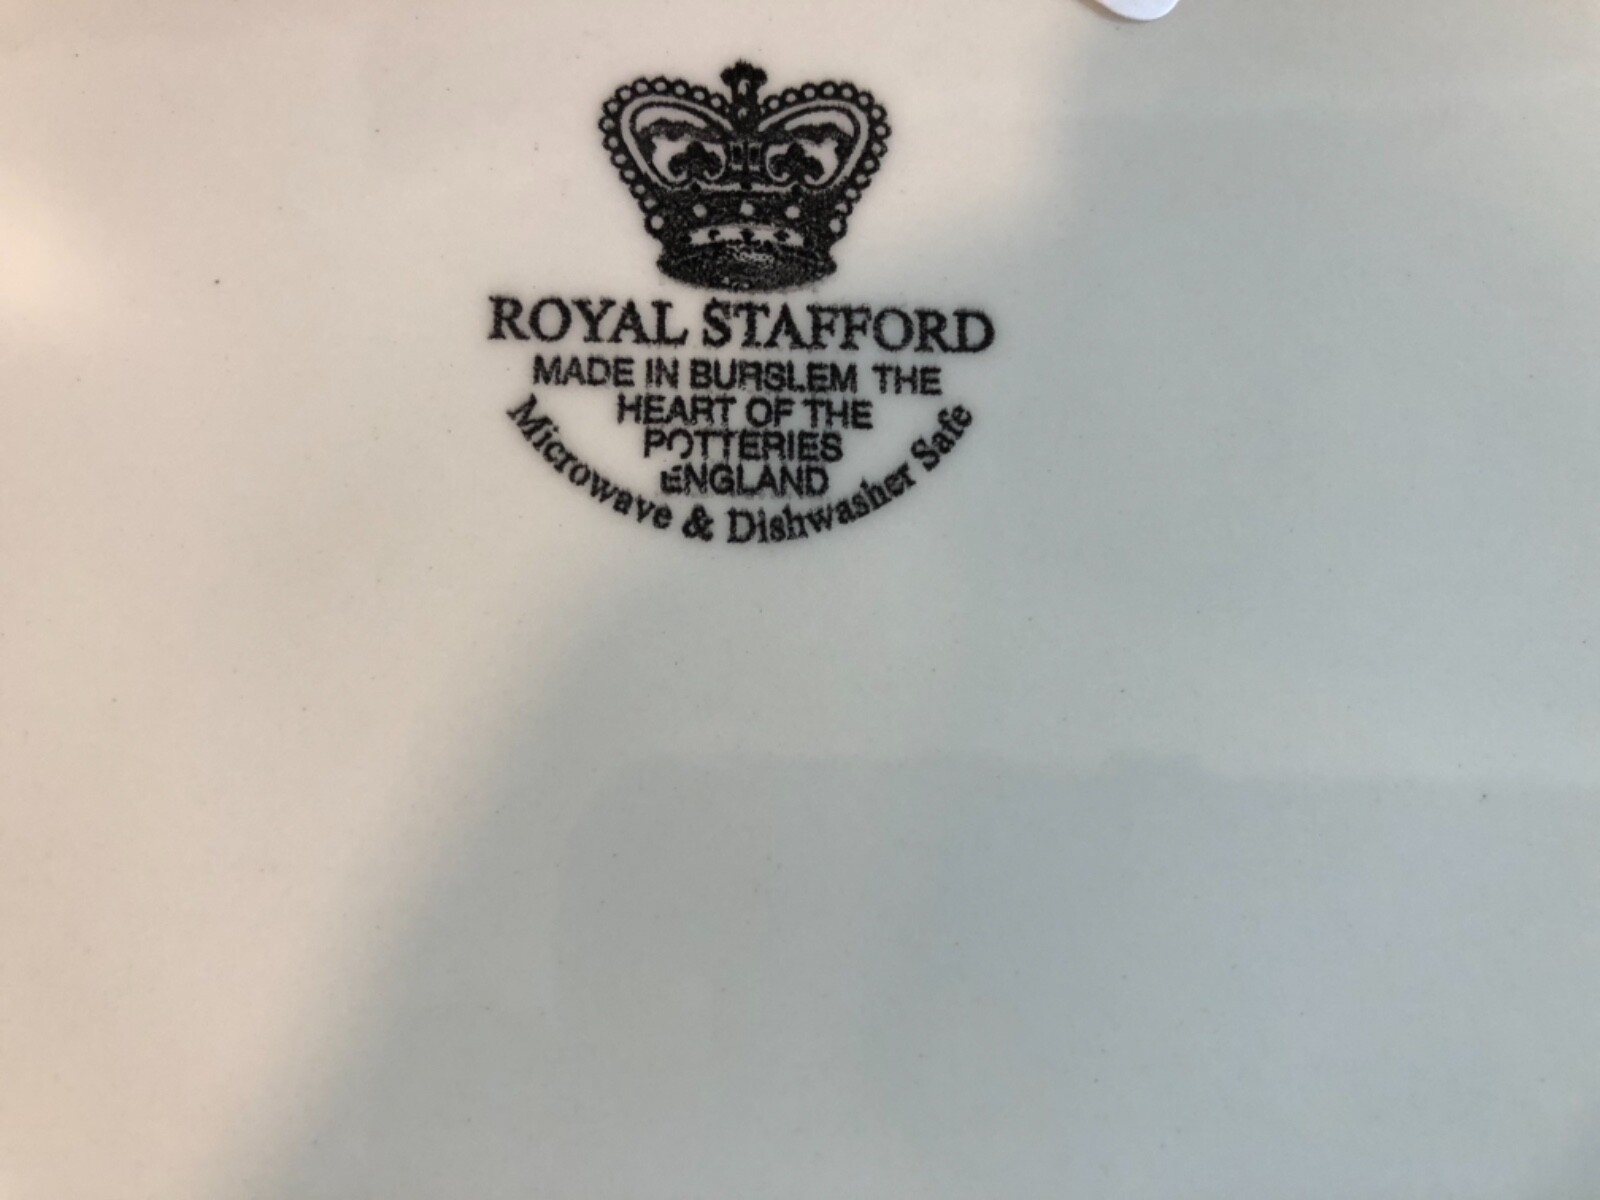 ROYAL STAFFORD
MADE IN BURSLEM THE
HEART OF THE
POTTERIES
ENGLAND
Microwave & Dishwasher Safe